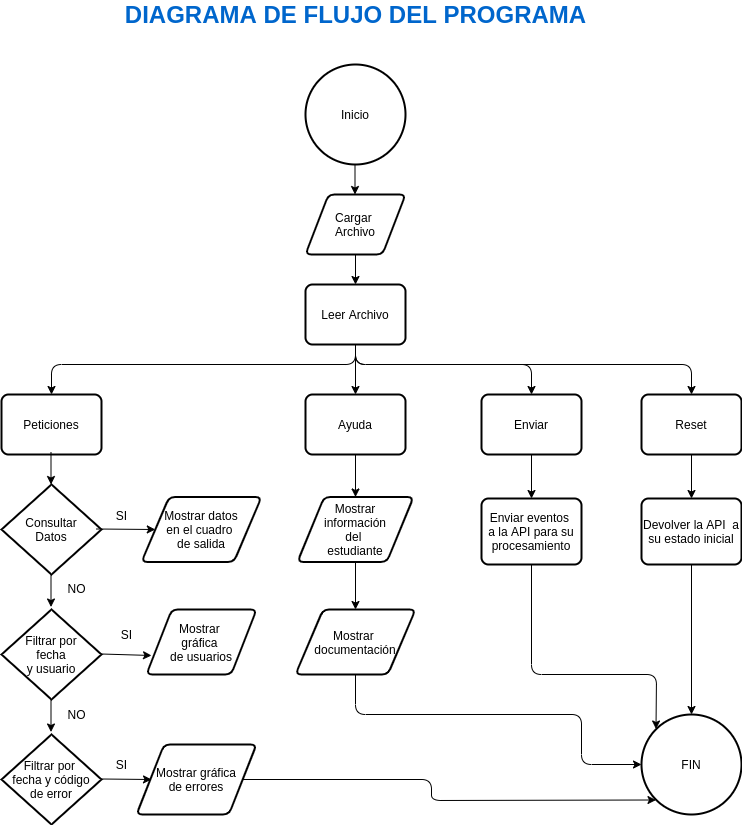 DIAGRAMA DE FLUJO DEL PROGRAMA
Inicio
Cargar
Archivo
Leer Archivo
Peticiones
Ayuda
Enviar
Reset
Consultar
Datos
SI
Mostrar datos
en el cuadro
de salida
Mostrar
información
del
estudiante
Enviar eventos
a la API para su
procesamiento
Devolver la API a
su estado inicial
NO
Filtrar por
fecha
y usuario
SI
Mostrar
gráfica
de usuarios
Mostrar
documentación
NO
Filtrar por
fecha y código
de error
SI
Mostrar gráfica
de errores
FIN